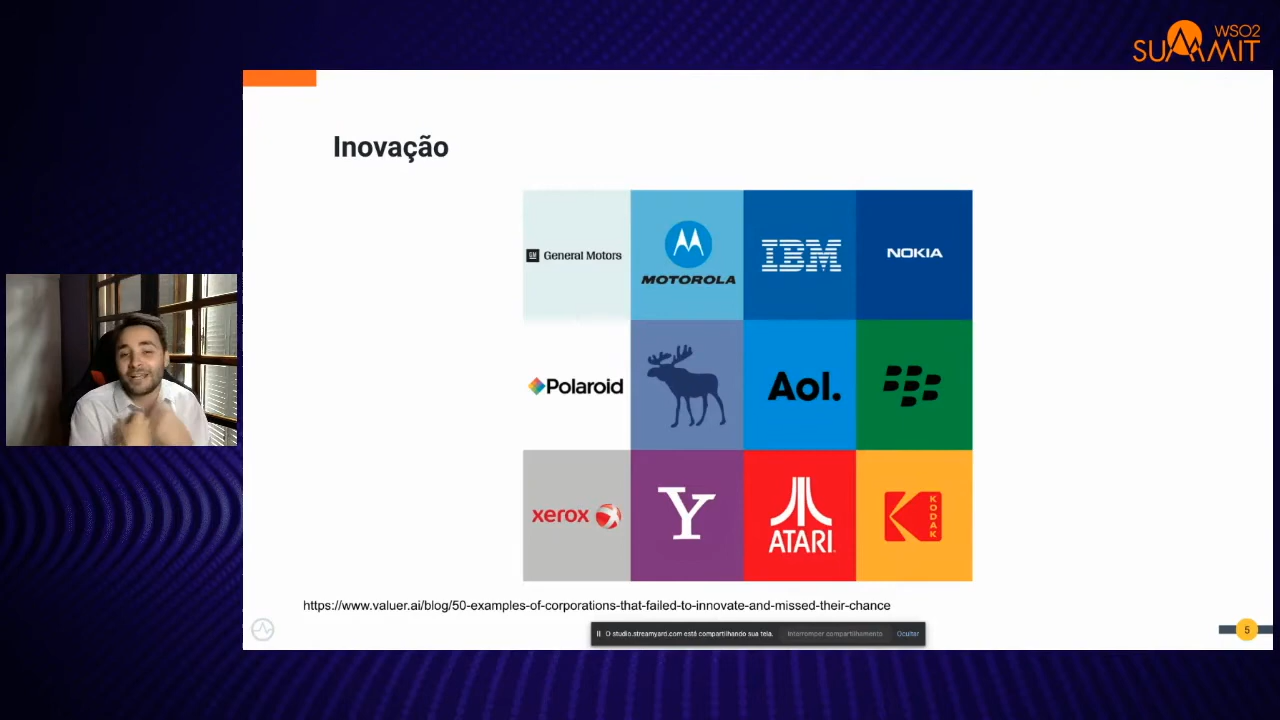 WSO2
SUMMIT
Inovação
GM General Motors
MOTOROLA
IBM
NOKIA
Polaroid
Aol.
xerox
Y
ATARI
KODAK
https://www.valuer.ai/blog/50-examples-of-corporations-that-failed-to-innovate-and-missed-their-chance
O studio.streamyard.com está compartilhando sua tela.
Interromper compartilhamento
Ocultar
5